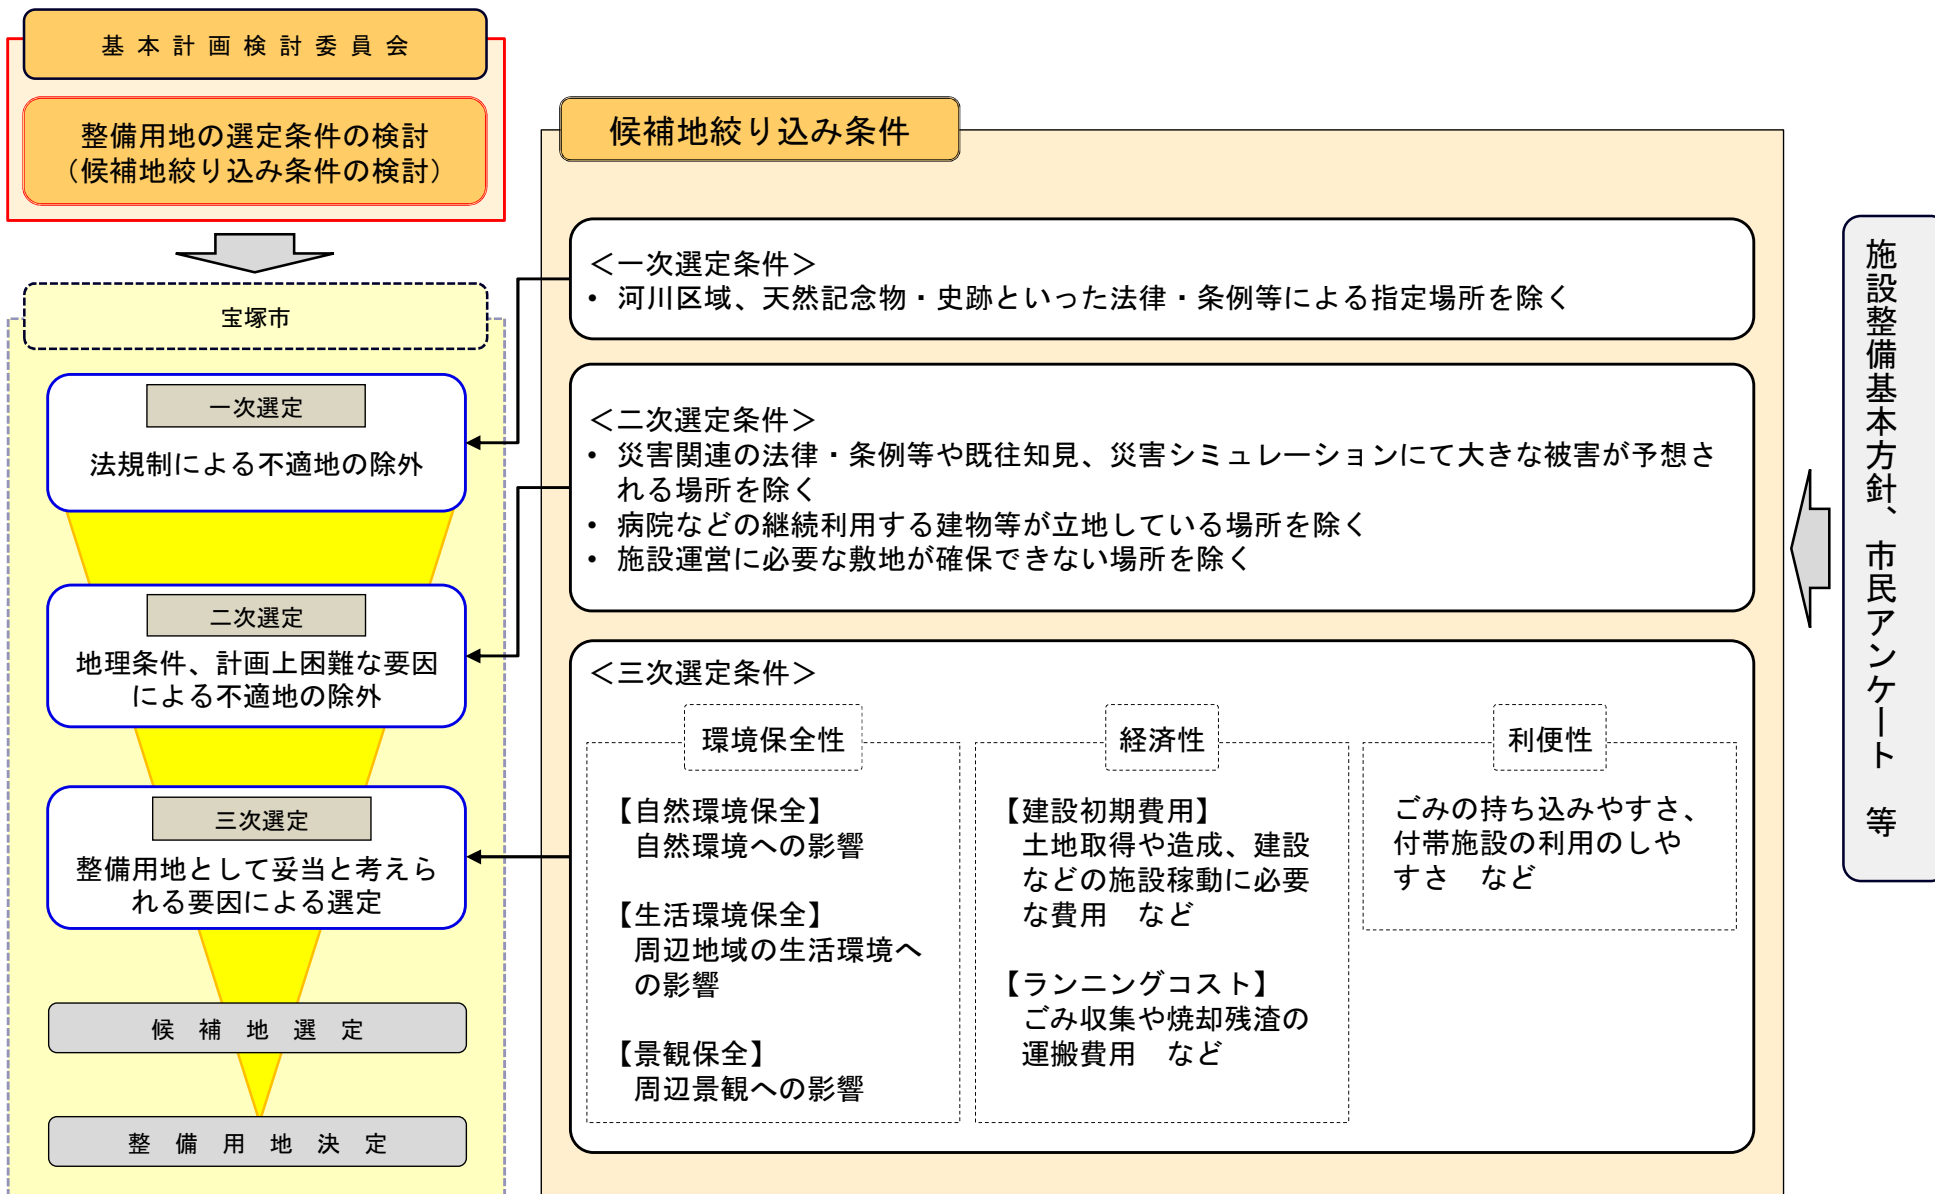 基本計画検討委員会
整備用地の選定条件の検討
（候補地絞り込み条件の検討）
宝塚市
一次選定
法規制による不適地の除外
二次選定
地理条件、計画上困難な要因
による不適地の除外
三次選定
整備用地として妥当と考えら
れる要因による選定
候補地選定
整備用地決定
候補地絞り込み条件
＜一次選定条件＞
• 河川区域、天然記念物・史跡といった法律・条例等による指定場所を除く
＜二次選定条件＞
• 災害関連の法律・条例等や既往知見、災害シミュレーションにて大きな被害が予想さ
れる場所を除く
• 病院などの継続利用する建物等が立地している場所を除く
• 施設運営に必要な敷地が確保できない場所を除く
＜三次選定条件＞
環境保全性
【自然環境保全】
自然環境への影響
【生活環境保全】
周辺地域の生活環境へ
の影響
【景観保全】
周辺景観への影響
経済性
【建設初期費用】
土地取得や造成、建設
などの施設稼動に必要
な費用　など
【ランニングコスト】
ごみ収集や焼却残渣の
運搬費用　など
利便性
ごみの持ち込みやすさ、
付帯施設の利用のしや
すさ　など
施設整備基本方針、市民アンケート　等